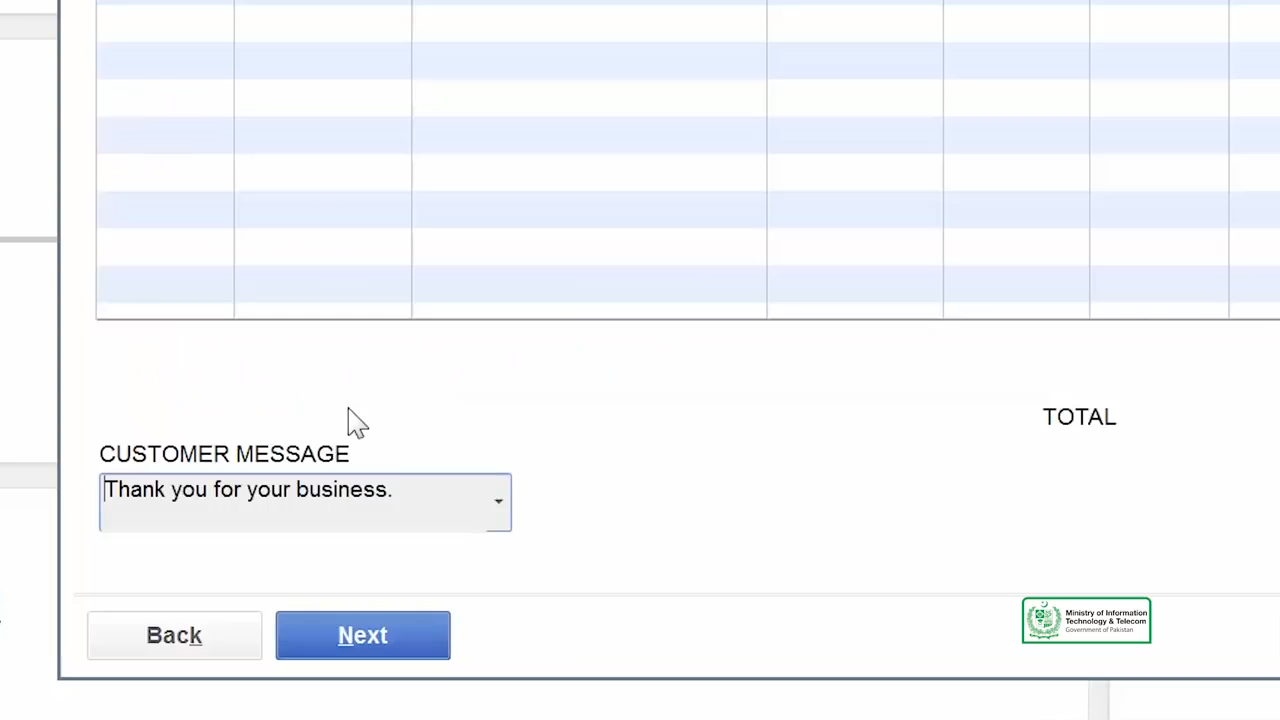 TOTAL
CUSTOMER MESSAGE
Thank you for your business.
Back
Next
Ministry of Information
Technology & Telecom
Government of Pakistan